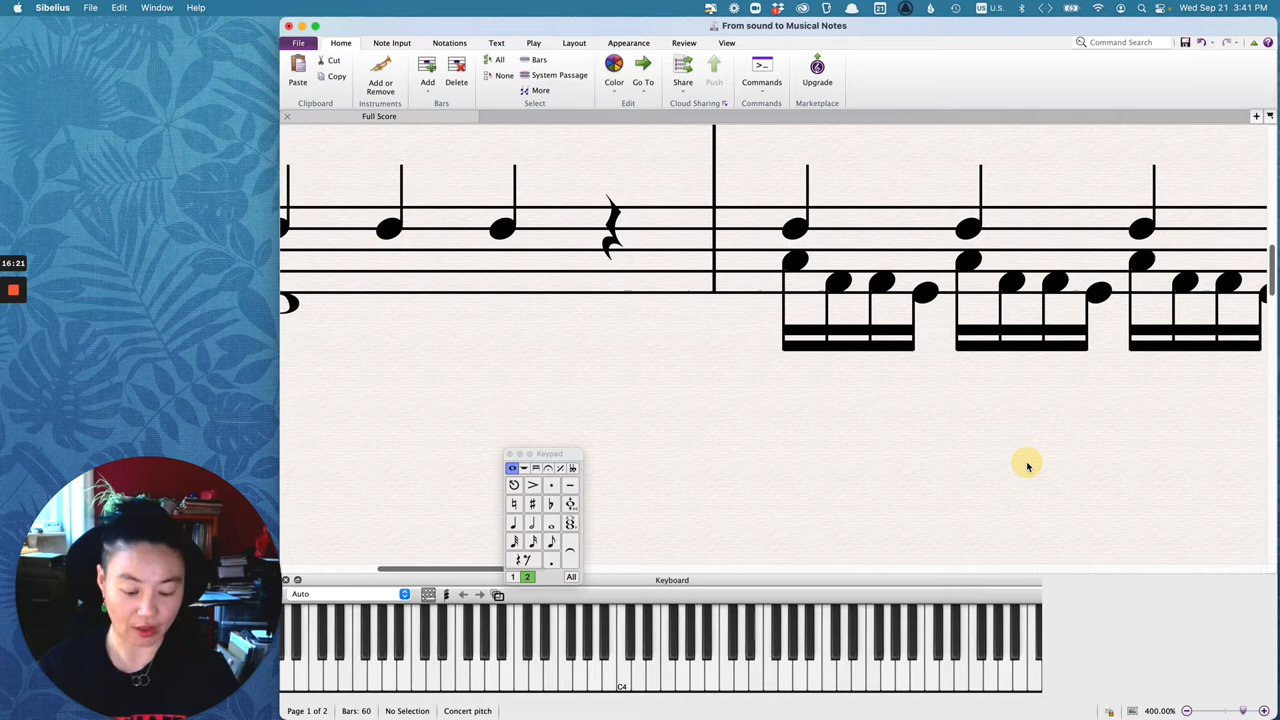 Sibelius File Edit Window Help U.S. 21 Wed Sep 21 3:41 PM
From sound to Musical Notes
File Home Note Input Notations Text Play Layout Appearance Review View Command Search
Paste Cut Copy Add or Remove Add Delete All None Bars System Passage More Color Go To Share Push Commands Upgrade
Clipboard Instruments Bars Select Edit Cloud Sharing Commands Marketplace
Full Score
16:21
Keypad
1 2 All
Keyboard
Auto
C4
Page 1 of 2 Bars: 60 No Selection Concert pitch 400.00%